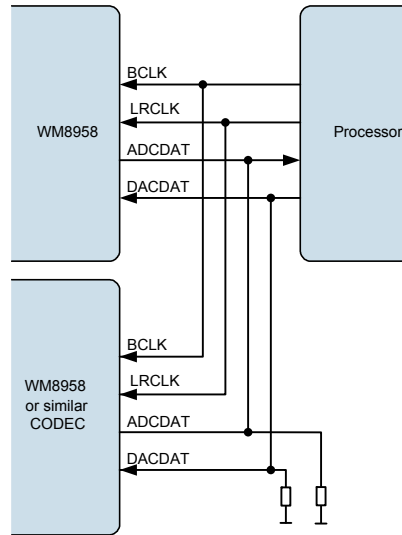 BCLK
LRCLK
WM8958
Processor
ADCDAT
DACDAT
BCLK
WM8958
or similar
CODEC
LRCLK
ADCDAT
DACDAT